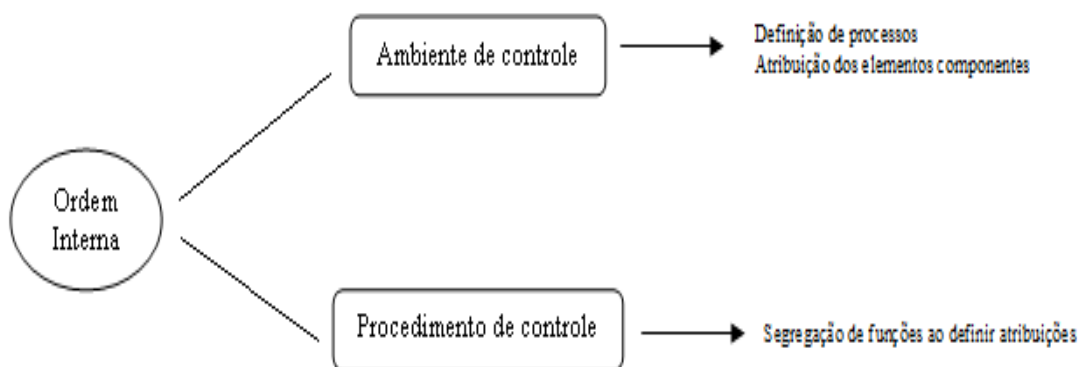 Ambiente de controle
Definição de processos
Atribuição dos elementos componentes
Ordem
Interna
Procedimento de controle
Segregação de funções ao definir atribuições